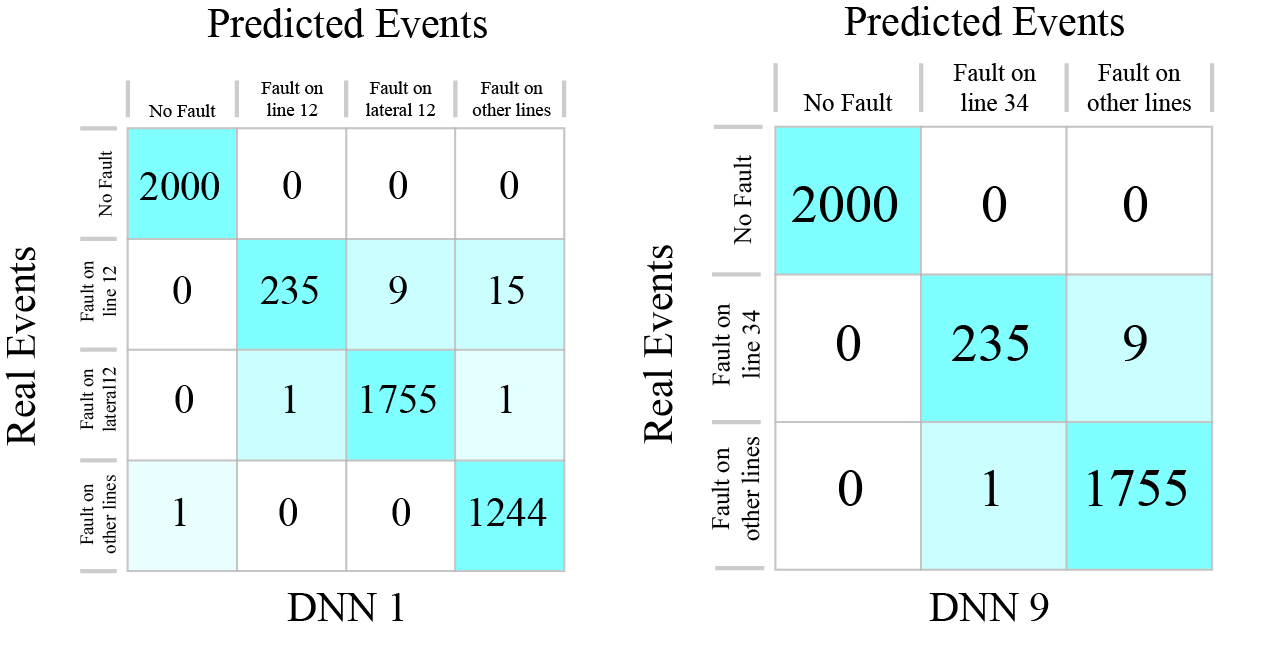 Predicted Events
No Fault
Fault on
line 12
Fault on
lateral 12
Fault on
other lines
Real Events
No Fault
2000 0 0 0
Fault on
line 12
0 235 9 15
Fault on
lateral12
0 1 1755 1
Fault on
other lines
1 0 0 1244
DNN 1
Predicted Events
No Fault
Fault on
line 34
Fault on
other lines
Real Events
No Fault
2000 0 0
Fault on
line 34
0 235 9
Fault on
other lines
0 1 1755
DNN 9